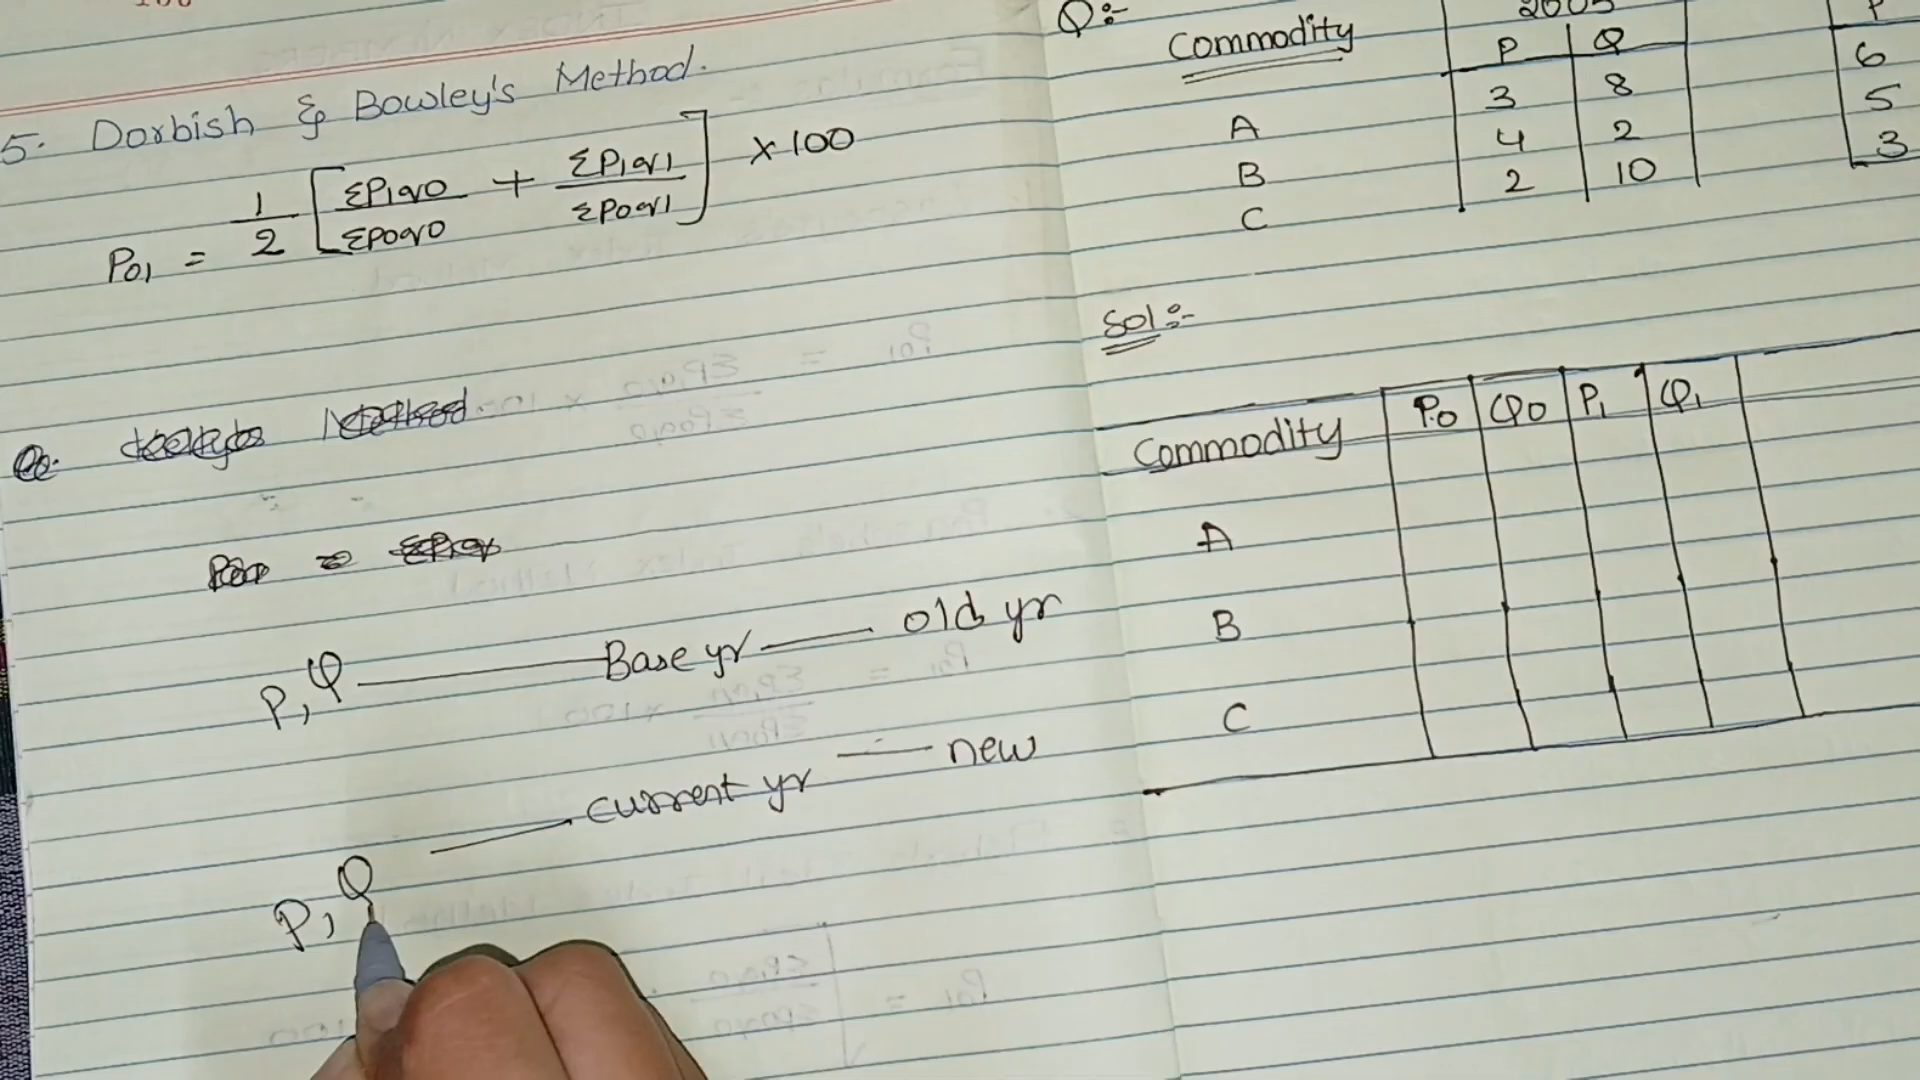 5. Dorbish & Bowley's Method.
P01 = 1/2 [ΣP1q0/ΣP0q0 + ΣP1q1/ΣP0q1] × 100
P, Q —— Base yr —— old yr
P, Q —— current yr —— new
Q:-
Commodity 2005 P
P Q
A 3 8 6
B 4 2 5
C 2 10 3
Sol:-
Commodity P0 Q0 P1 Q1
A
B
C